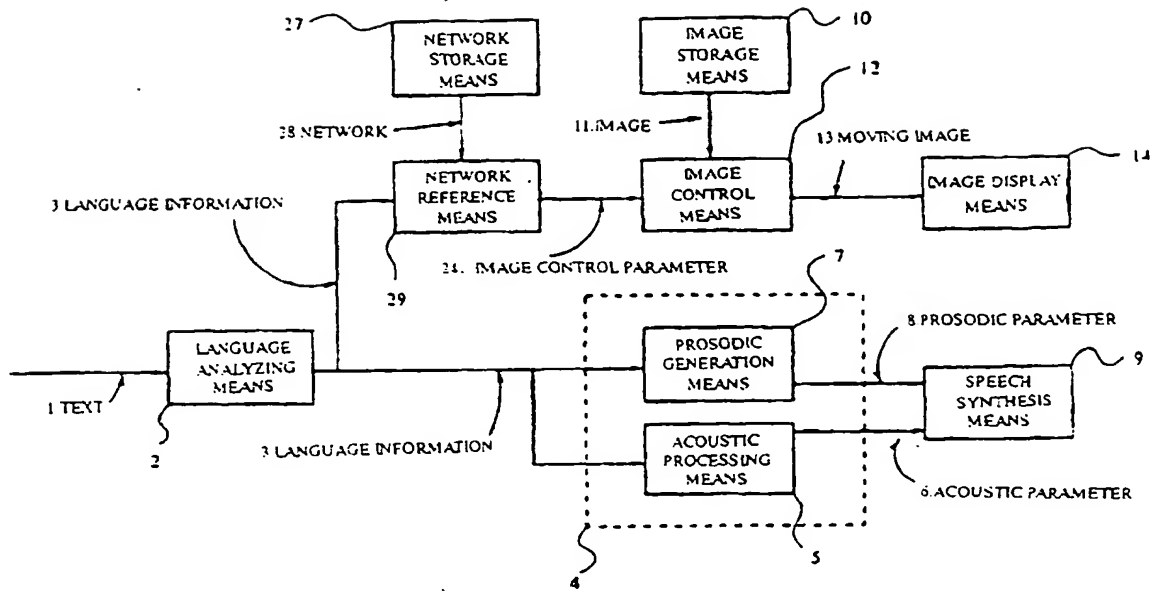 27
NETWORK
STORAGE
MEANS
10
IMAGE
STORAGE
MEANS
12
28 NETWORK
11.IMAGE
13 MOVING IMAGE
14
3 LANGUAGE INFORMATION
NETWORK
REFERENCE
MEANS
IMAGE
CONTROL
MEANS
IMAGE DISPLAY
MEANS
29
24. IMAGE CONTROL PARAMETER
7
8 PROSODIC PARAMETER
LANGUAGE
ANALYZING
MEANS
PROSODIC
GENERATION
MEANS
9
SPEECH
SYNTHESIS
MEANS
1 TEXT
2
3 LANGUAGE INFORMATION
ACOUSTIC
PROCESSING
MEANS
6.ACOUSTIC PARAMETER
4
5